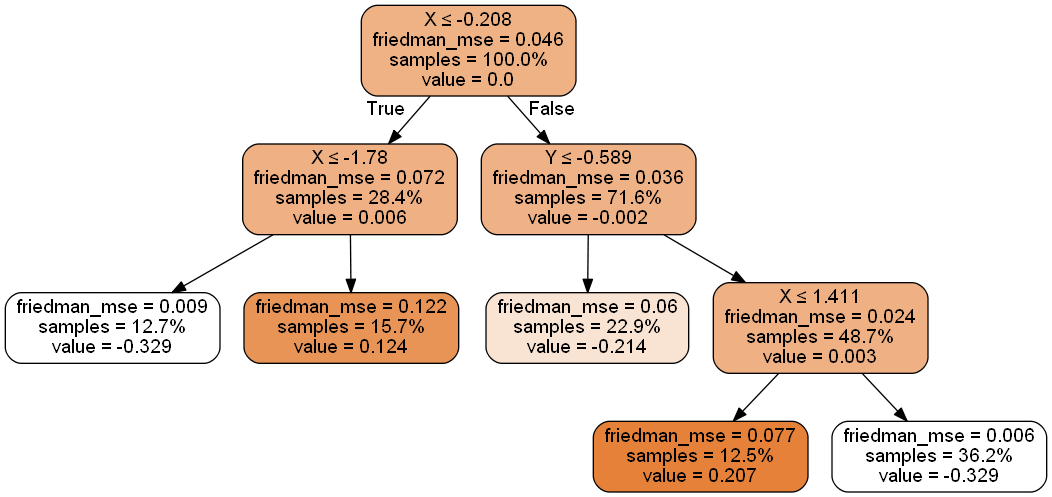 X ≤ -0.208
friedman_mse = 0.046
samples = 100.0%
value = 0.0
True
False
X ≤ -1.78
friedman_mse = 0.072
samples = 28.4%
value = 0.006
Y ≤ -0.589
friedman_mse = 0.036
samples = 71.6%
value = -0.002
friedman_mse = 0.009
samples = 12.7%
value = -0.329
friedman_mse = 0.122
samples = 15.7%
value = 0.124
friedman_mse = 0.06
samples = 22.9%
value = -0.214
X ≤ 1.411
friedman_mse = 0.024
samples = 48.7%
value = 0.003
friedman_mse = 0.077
samples = 12.5%
value = 0.207
friedman_mse = 0.006
samples = 36.2%
value = -0.329